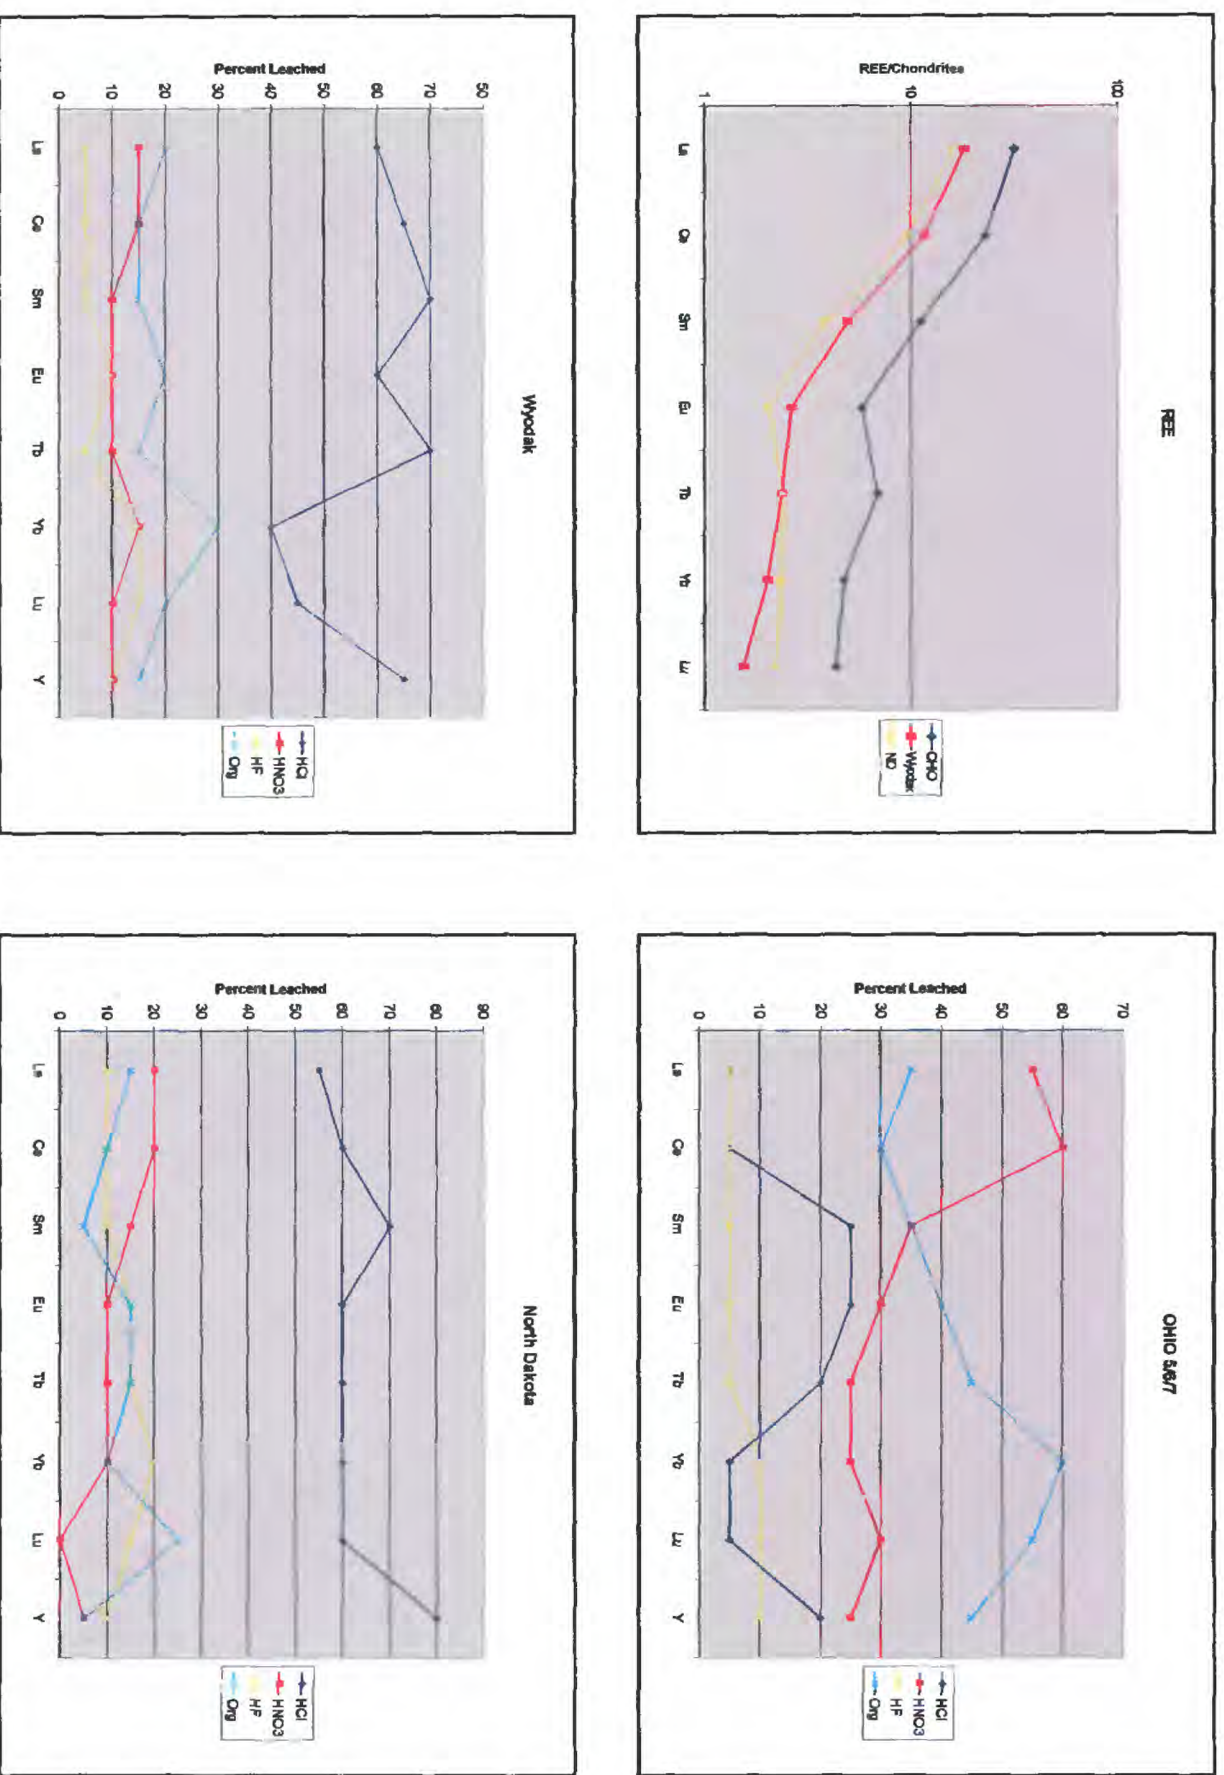 REE
100
10
1
REE/Chondrites
La Ce Sm Eu Tb Yb Lu
OHIO
Wyodak
ND
OHIO 5/6/7
70
60
50
40
30
20
10
0
Percent Leached
La Ce Sm Eu Tb Yb Lu Y
HCl
HNO3
HF
Org
Wyodak
80
70
60
50
40
30
20
10
0
Percent Leached
La Ce Sm Eu Tb Yb Lu Y
HCl
HNO3
HF
Org
North Dakota
90
80
70
60
50
40
30
20
10
0
Percent Leached
La Ce Sm Eu Tb Yb Lu Y
HCl
HNO3
HF
Org